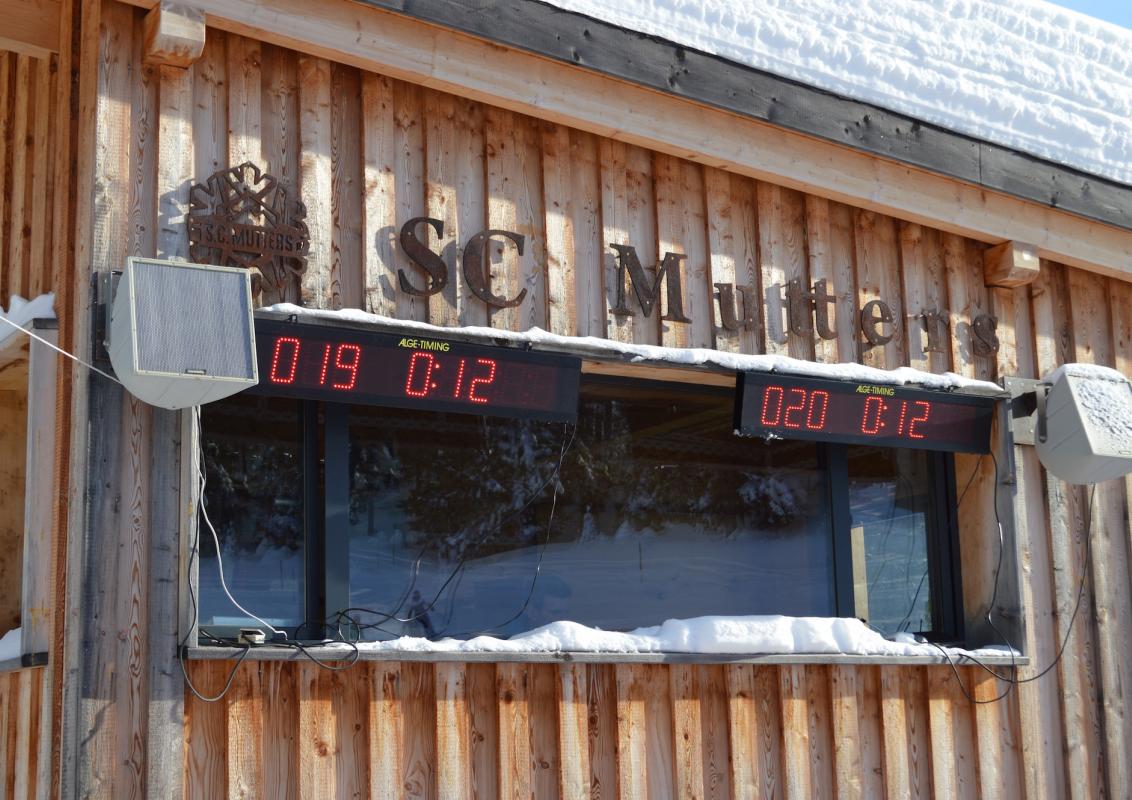 S.C. MUTTERS
SC Mutters
ALGE-TIMING
019 0:12
ALGE-TIMING
020 0:12